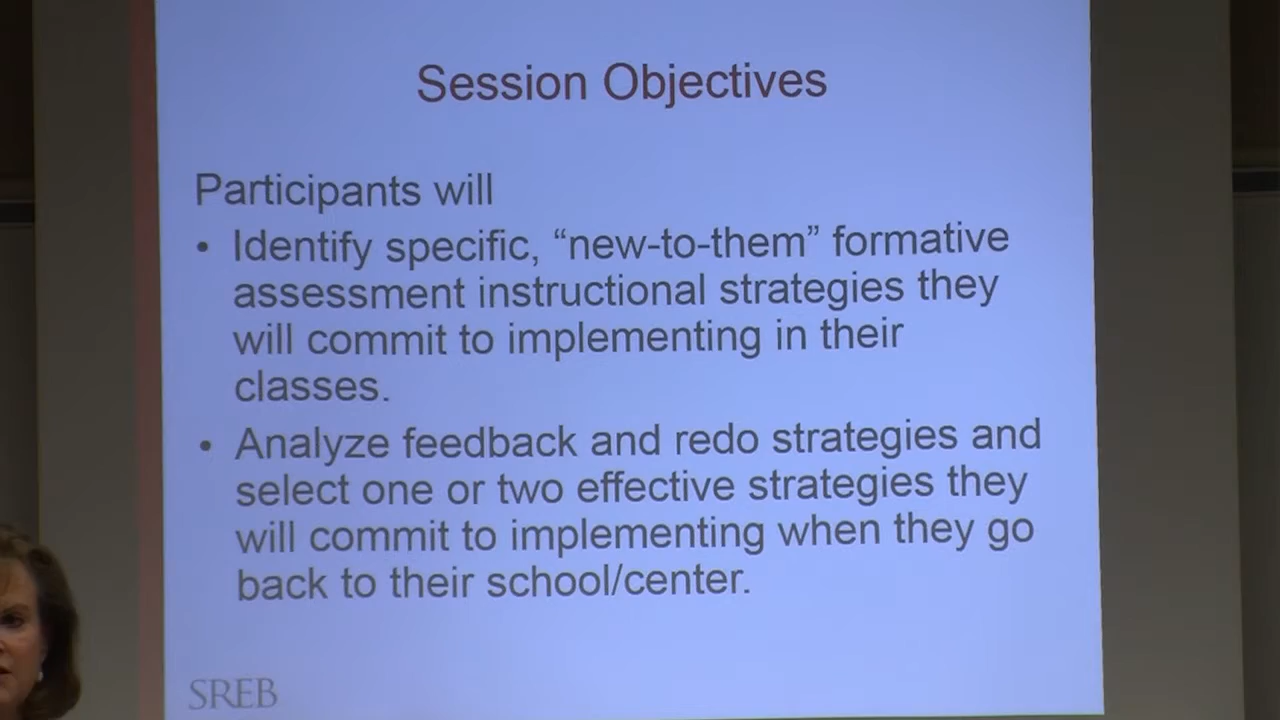 Session Objectives
Participants will
• Identify specific, “new-to-them” formative
assessment instructional strategies they
will commit to implementing in their
classes.
• Analyze feedback and redo strategies and
select one or two effective strategies they
will commit to implementing when they go
back to their school/center.
SREB